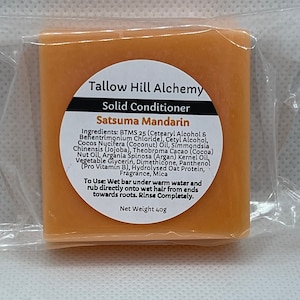 Tallow Hill Alchemy
Solid Conditioner
Satsuma Mandarin
Ingredients: BTMS 25 (Cetearyl Alcohol &
Behentrimonium Chloride), Cetyl Alcohol,
Cocos Nucifera (Coconut) Oil, Simmondsia
Chinensis (Jojoba), Theobroma Cacao (Cocoa)
Nut Oil, Argania Spinosa (Argan) Kernel Oil,
Vegetable Glycerin, Dimethicone, Panthenol
(Pro Vitamin B), Hydrolysed Oat Protein,
Fragrance, Mica
To Use: Wet bar under warm water and
rub directly onto wet hair from ends
towards roots. Rinse Completely.
Net Weight 40g